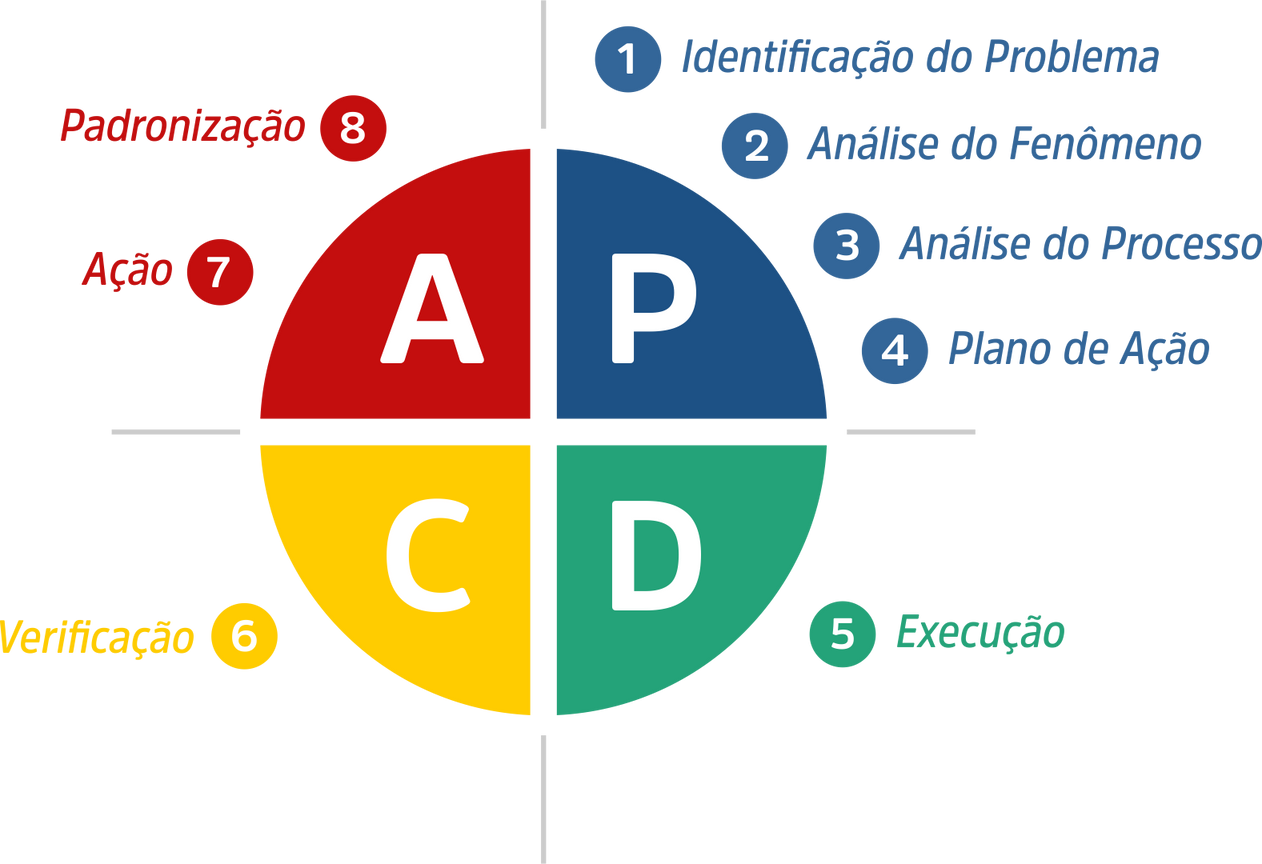 1 Identificação do Problema
2 Análise do Fenômeno
3 Análise do Processo
4 Plano de Ação
5 Execução
Verificação 6
Ação 7
Padronização 8
A P
C D